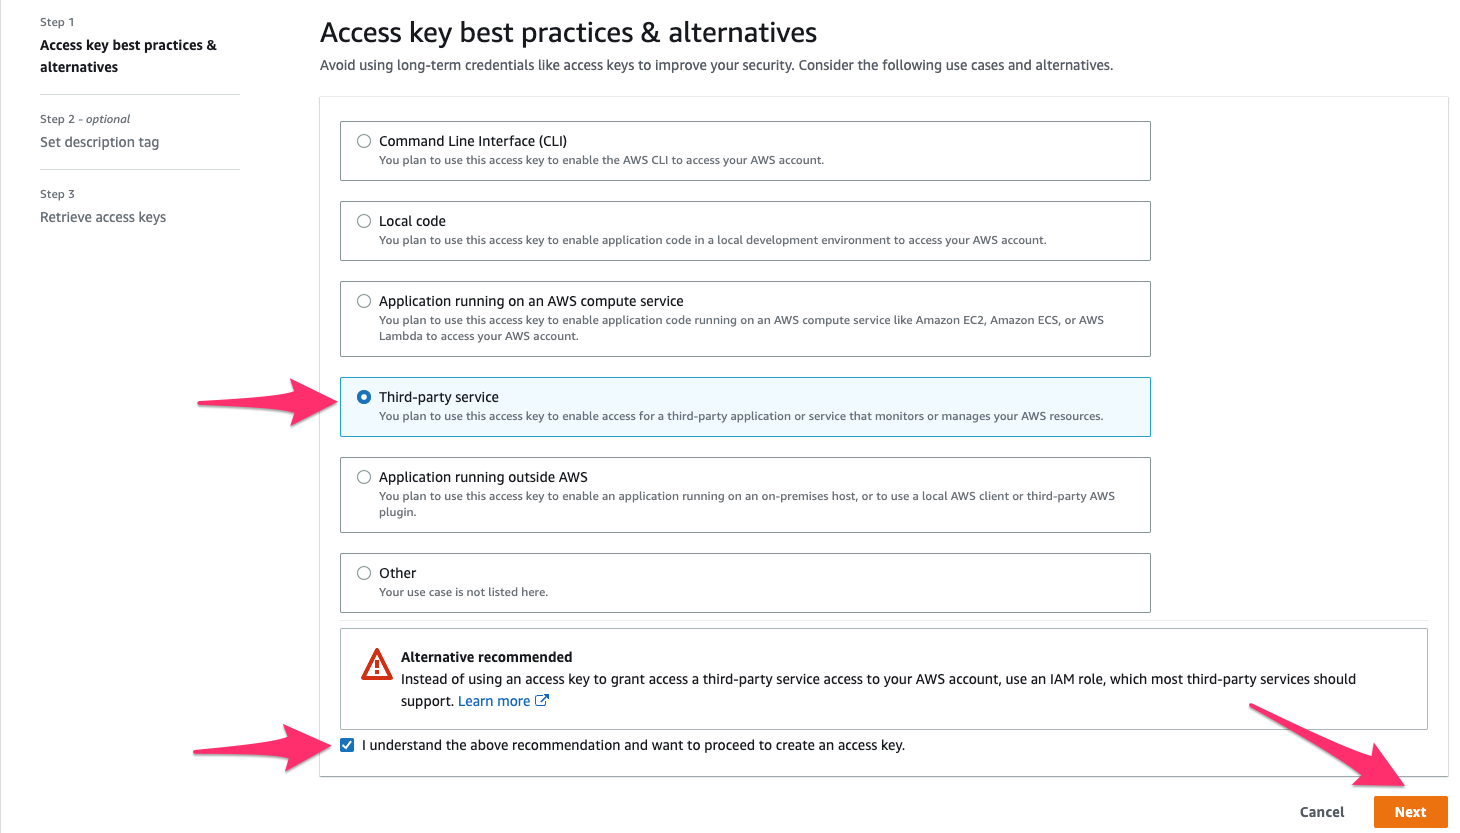 Step 1
Access key best practices &
alternatives
Step 2 - optional
Set description tag
Step 3
Retrieve access keys
Access key best practices & alternatives
Avoid using long-term credentials like access keys to improve your security. Consider the following use cases and alternatives.
Command Line Interface (CLI)
You plan to use this access key to enable the AWS CLI to access your AWS account.
Local code
You plan to use this access key to enable application code in a local development environment to access your AWS account.
Application running on an AWS compute service
You plan to use this access key to enable application code running on an AWS compute service like Amazon EC2, Amazon ECS, or AWS
Lambda to access your AWS account.
Third-party service
You plan to use this access key to enable access for a third-party application or service that monitors or manages your AWS resources.
Application running outside AWS
You plan to use this access key to enable an application running on an on-premises host, or to use a local AWS client or third-party AWS
plugin.
Other
Your use case is not listed here.
Alternative recommended
Instead of using an access key to grant access a third-party service access to your AWS account, use an IAM role, which most third-party services should
support. Learn more
I understand the above recommendation and want to proceed to create an access key.
Cancel
Next